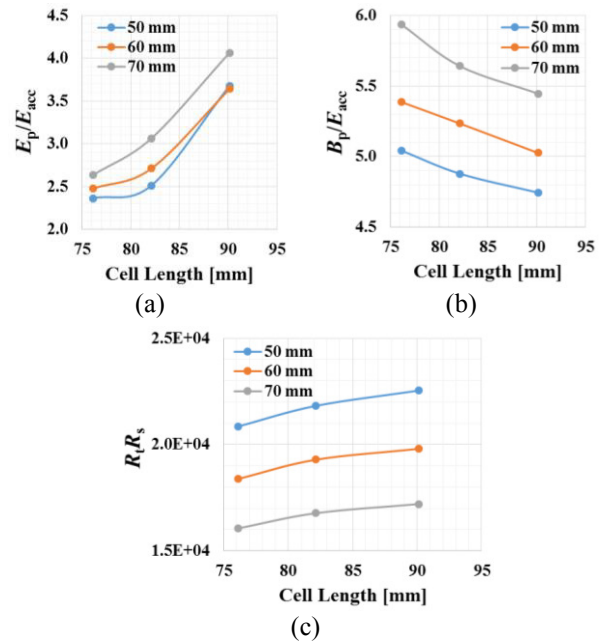 4.5
4.0
3.5
3.0
2.5
2.0
Ep/Eacc
50 mm
60 mm
70 mm
75 80 85 90 95
Cell Length [mm]
(a)
6.0
5.5
5.0
4.5
Bp/Eacc
50 mm
60 mm
70 mm
75 80 85 90 95
Cell Length [mm]
(b)
2.5E+04
2.0E+04
1.5E+04
RtRs
50 mm
60 mm
70 mm
75 80 85 90 95
Cell Length [mm]
(c)